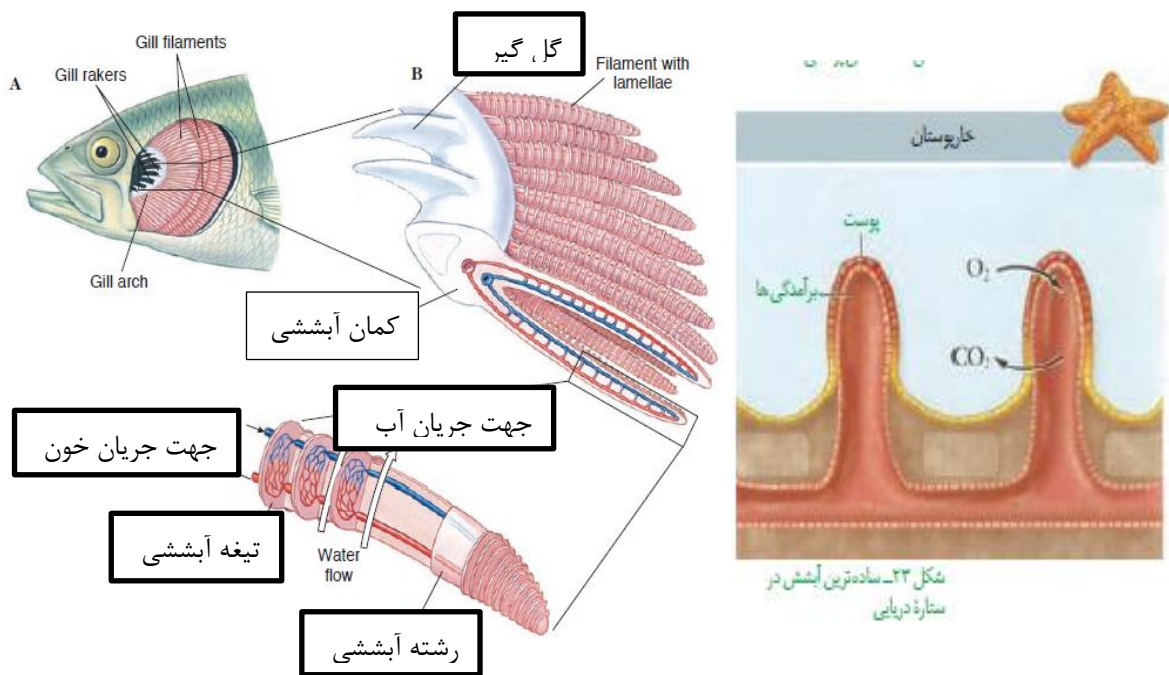 Gill filaments
Gill rakers
A
Gill arch
B
گل گیر
Filament with
lamellae
کمان آبششی
جهت جریان آب
جهت جریان خون
تیغه آبششی
Water
flow
رشته آبششی
خارپوستان
پوست
برآمدگی‌ها
O2
CO2
شکل ۲۳ــ ساده‌ترین آبشش در
ستارهٔ دریایی